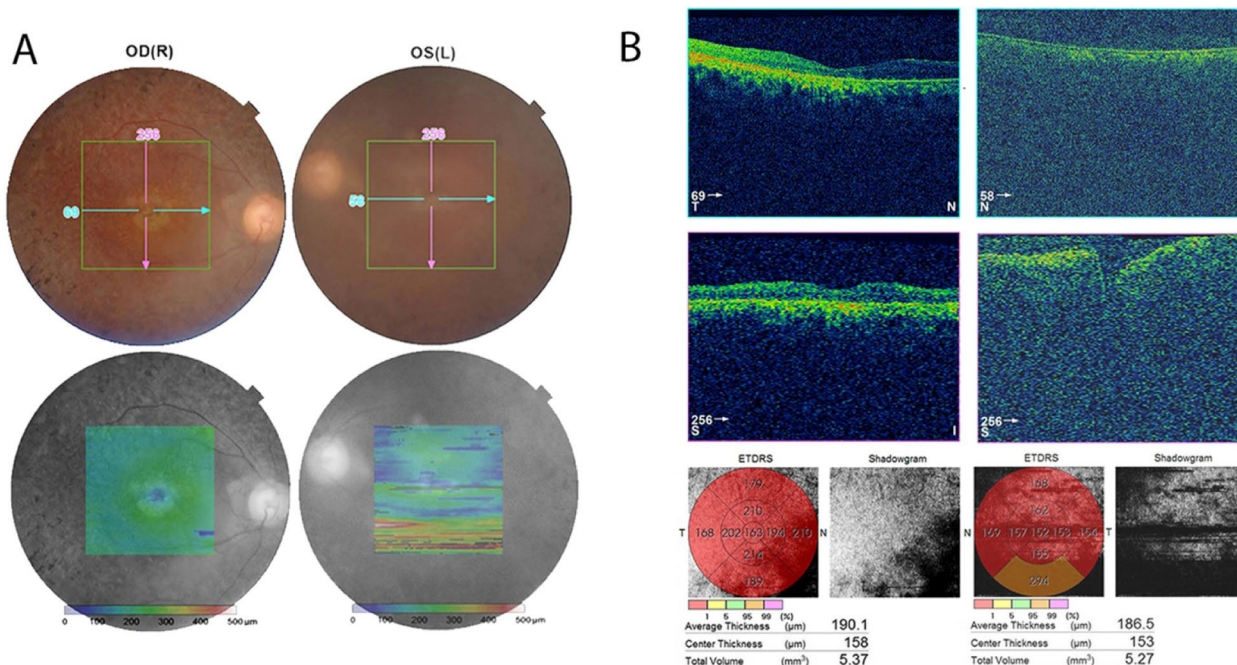 A
OD(R)
OS(L)
256
256
58
0 100 200 300 400 500 μm
0 100 200 300 400 500 μm
B
69
T
N
58
N
256
S
I
256
S
ETDRS
Shadowgram
ETDRS
Shadowgram
179
210
T 168 202 163 194 210 N
214
189
168
162
N 169 157 152 153 154 T
155
294
1 5 95 99 (%)
Average Thickness (μm) 190.1
Center Thickness (μm) 158
Total Volume (mm³) 5.37
1 5 95 99 (%)
Average Thickness (μm) 186.5
Center Thickness (μm) 153
Total Volume (mm³) 5.27